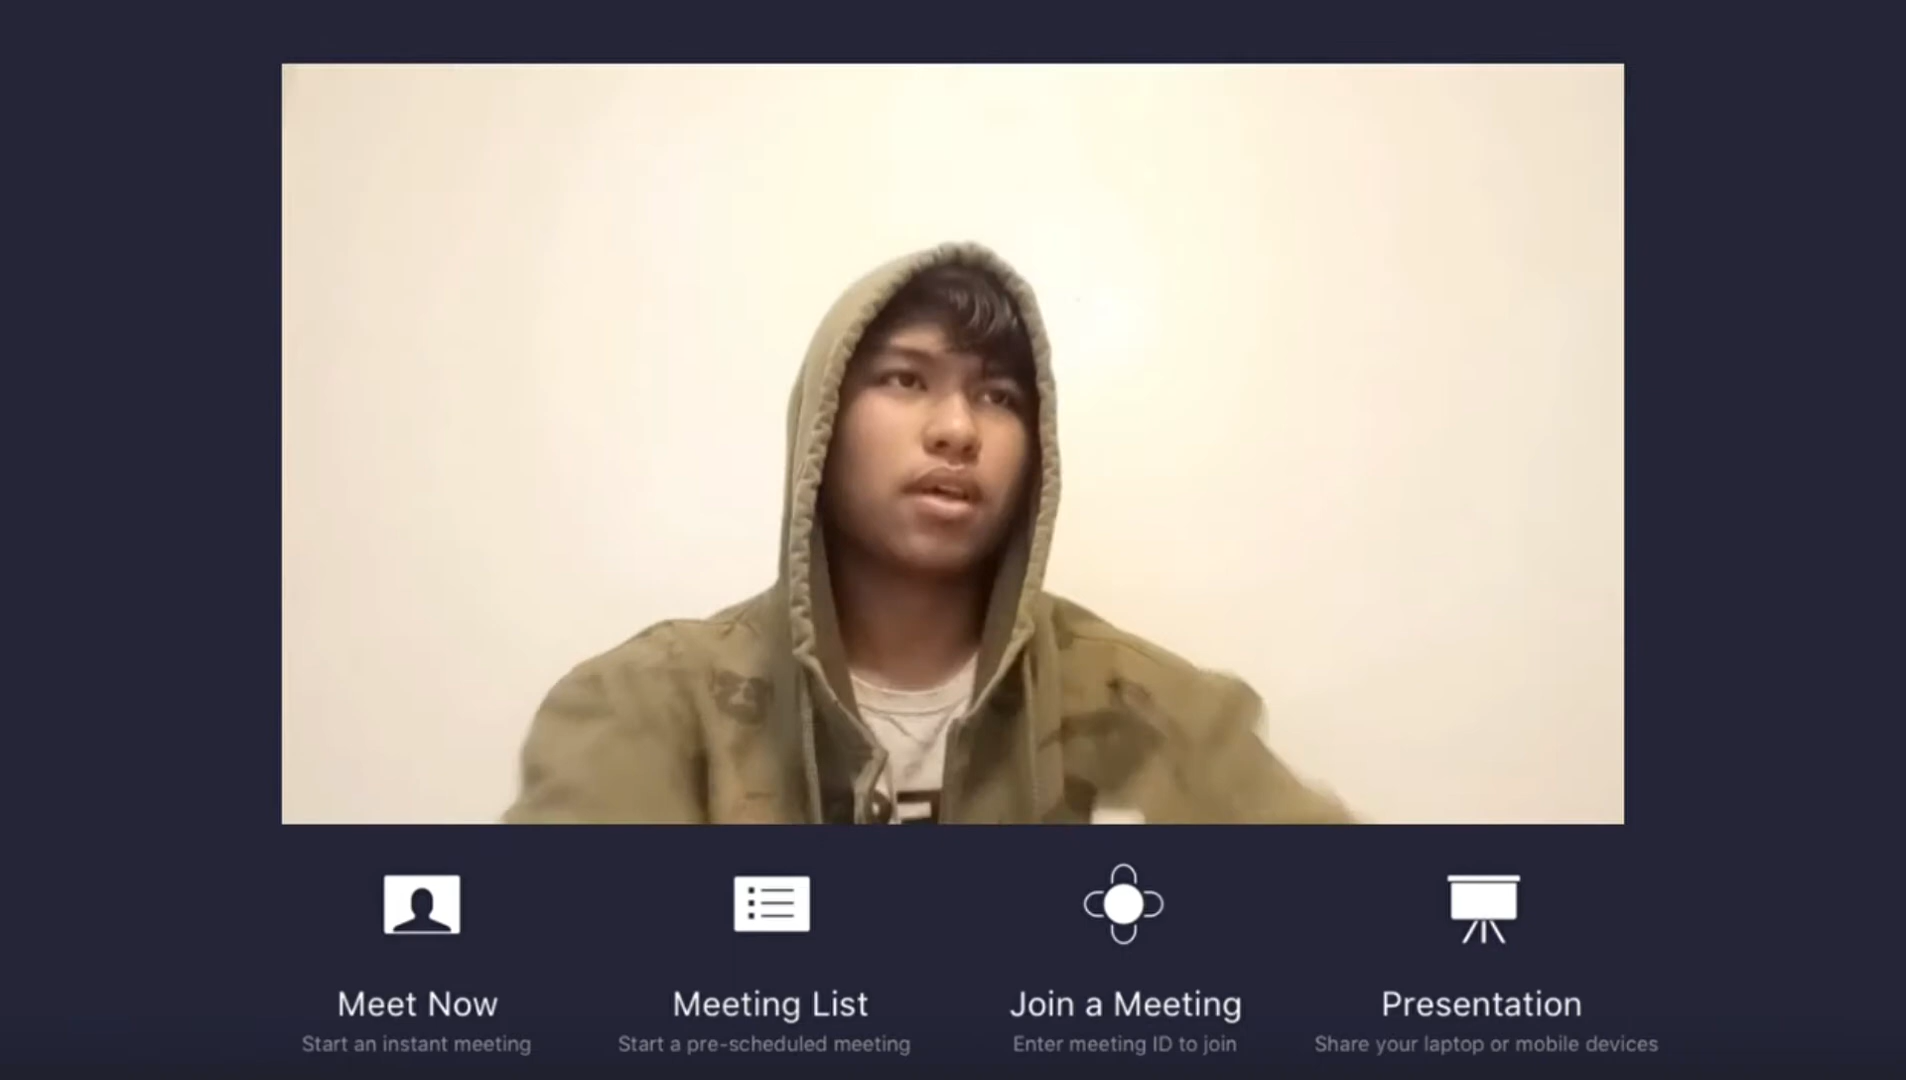 Meet Now
Start an instant meeting
Meeting List
Start a pre-scheduled meeting
Join a Meeting
Enter meeting ID to join
Presentation
Share your laptop or mobile devices